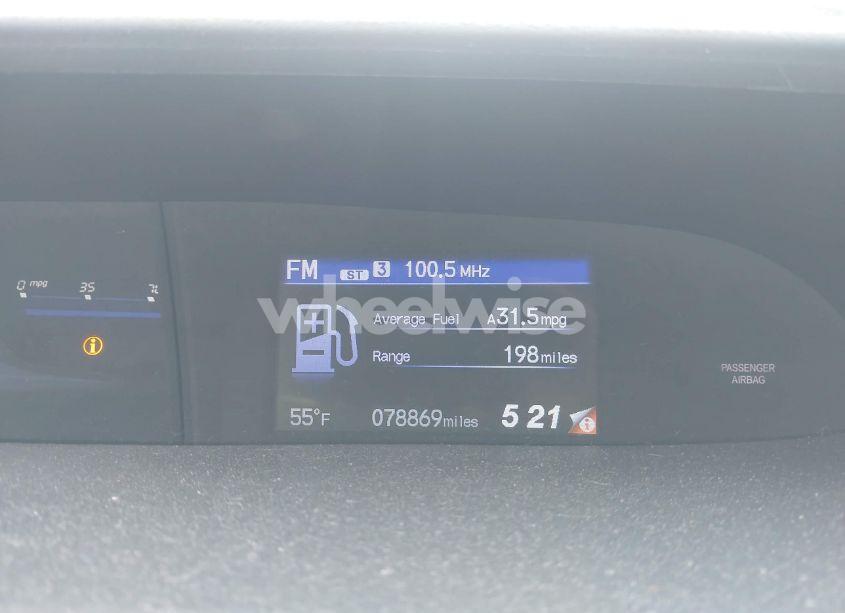 FM ST 3 100.5 MHz
0 mpg 35
wheelwise
Average Fuel A31.5mpg
Range 198miles
PASSENGER
AIRBAG
55°F 078869miles 5 21